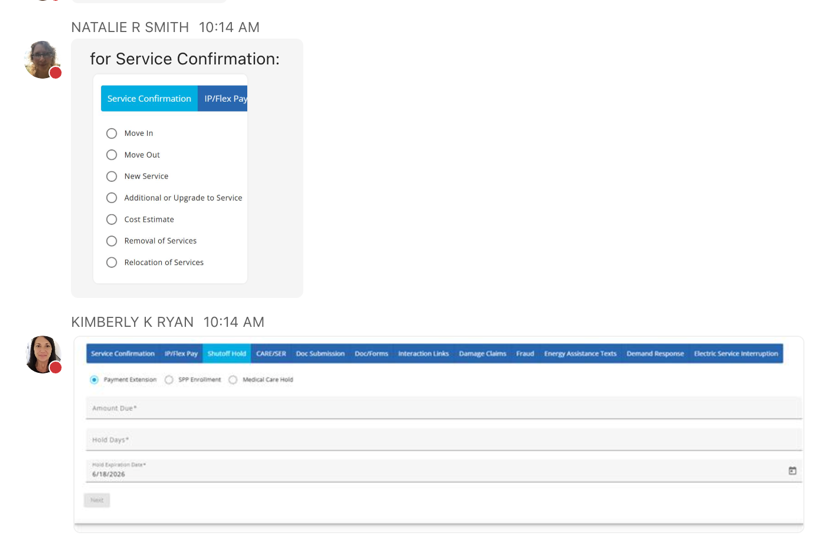 NATALIE R SMITH 10:14 AM
for Service Confirmation:
Service Confirmation IP/Flex Pay
Move In
Move Out
New Service
Additional or Upgrade to Service
Cost Estimate
Removal of Services
Relocation of Services
KIMBERLY K RYAN 10:14 AM
Service Confirmation IP/Flex Pay Shutoff Hold CARE/SER Doc Submission Doc/Forms Interaction Links Damage Claims Fraud Energy Assistance Texts Demand Response Electric Service Interruption
Payment Extension SPP Enrollment Medical Care Hold
Amount Due*
Hold Days*
Hold Expiration Date*
6/18/2026
Next